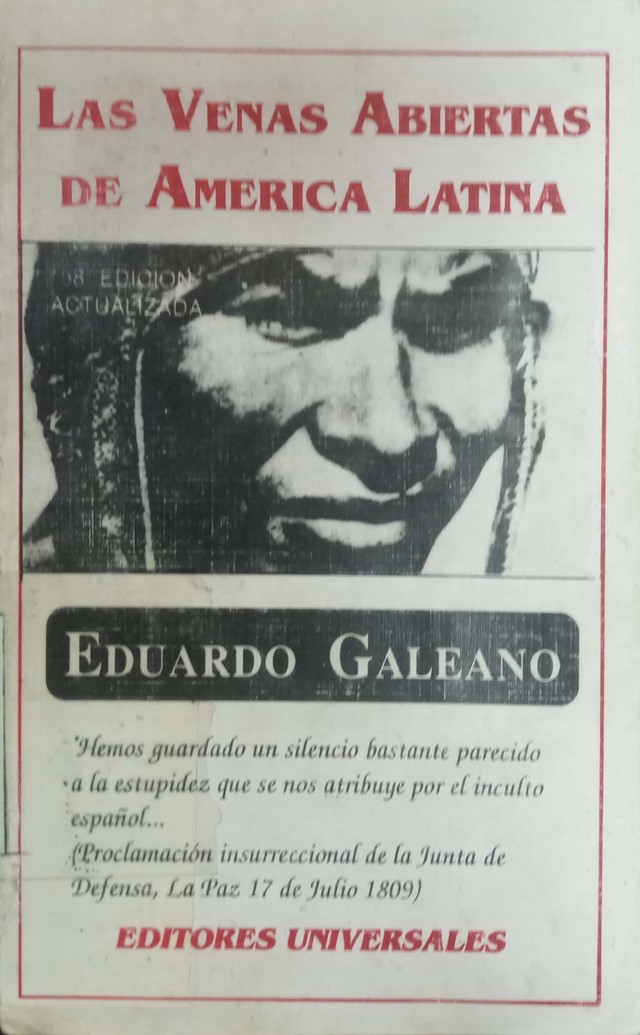 LAS VENAS ABIERTAS
DE AMERICA LATINA
EDICION
ACTUALIZADA
EDUARDO GALEANO
"Hemos guardado un silencio bastante parecido
a la estupidez que se nos atribuye por el inculto
español...
(Proclamación insurreccional de la Junta de
Defensa, La Paz 17 de Julio 1809)
EDITORES UNIVERSALES